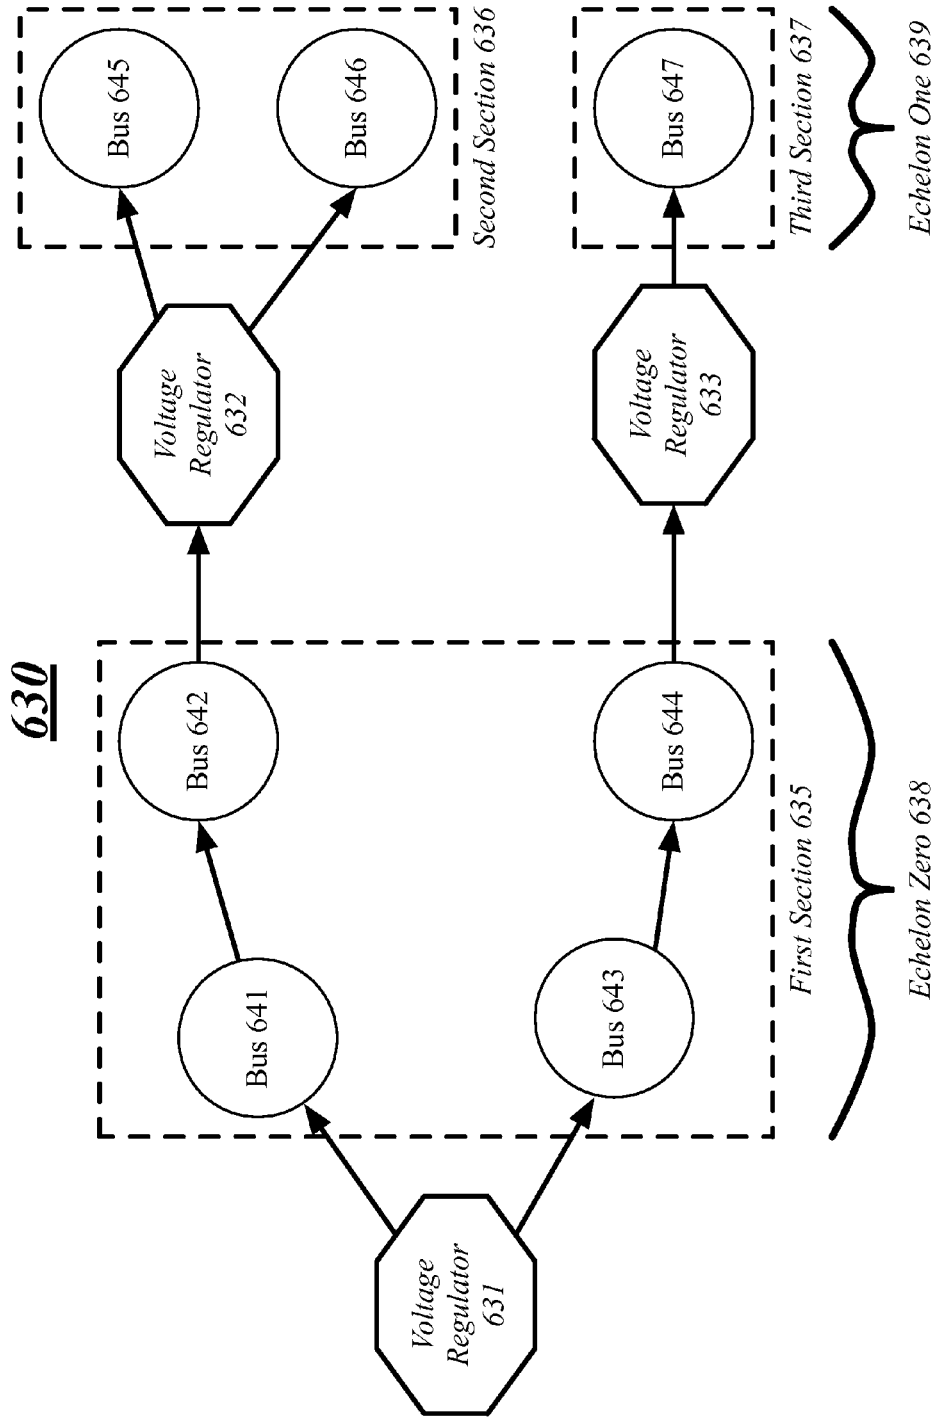 630
Voltage
Regulator
631
Bus 641
Bus 642
Bus 643
Bus 644
First Section 635
Echelon Zero 638
Voltage
Regulator
632
Voltage
Regulator
633
Bus 645
Bus 646
Second Section 636
Bus 647
Third Section 637
Echelon One 639